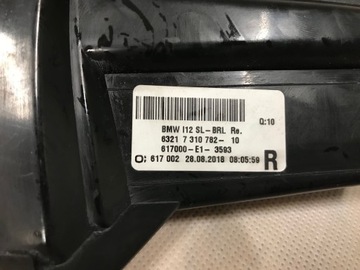 Q:10
BMW I12 SL-BRL Re.
6321 7 310 782- 10
617000-E1-3593
O: 617 002 28.08.2018 08:05:59 R